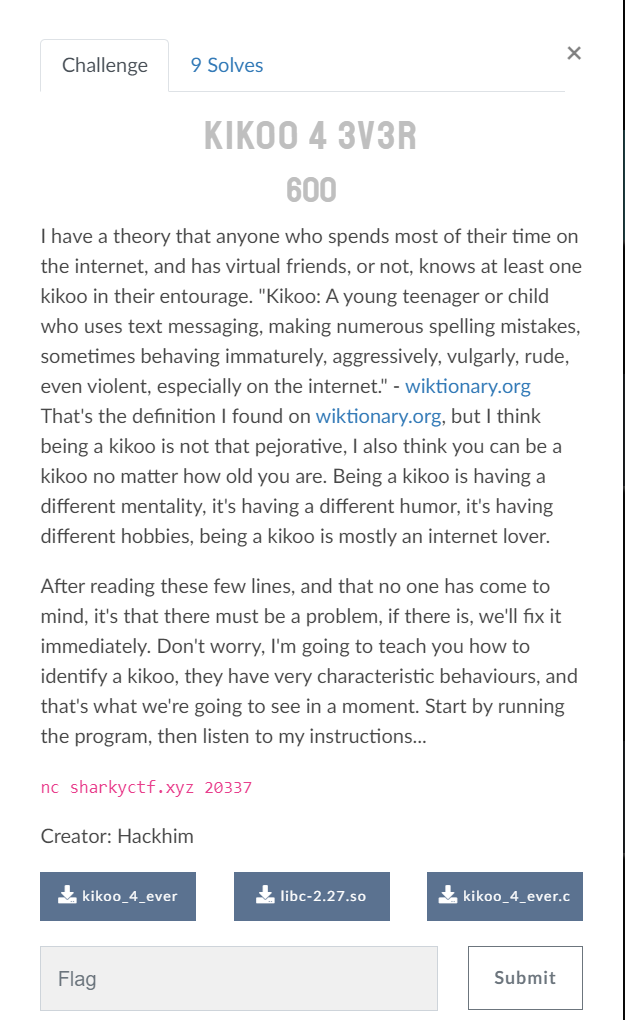 Challenge
9 Solves
×
KIKOO 4 3V3R
600
I have a theory that anyone who spends most of their time on
the internet, and has virtual friends, or not, knows at least one
kikoo in their entourage. "Kikoo: A young teenager or child
who uses text messaging, making numerous spelling mistakes,
sometimes behaving immaturely, aggressively, vulgarly, rude,
even violent, especially on the internet." - wiktionary.org
That's the definition I found on wiktionary.org, but I think
being a kikoo is not that pejorative, I also think you can be a
kikoo no matter how old you are. Being a kikoo is having a
different mentality, it's having a different humor, it's having
different hobbies, being a kikoo is mostly an internet lover.
After reading these few lines, and that no one has come to
mind, it's that there must be a problem, if there is, we'll fix it
immediately. Don't worry, I'm going to teach you how to
identify a kikoo, they have very characteristic behaviours, and
that's what we're going to see in a moment. Start by running
the program, then listen to my instructions...
nc sharkyctf.xyz 20337
Creator: Hackhim
kikoo_4_ever
libc-2.27.so
kikoo_4_ever.c
Flag
Submit